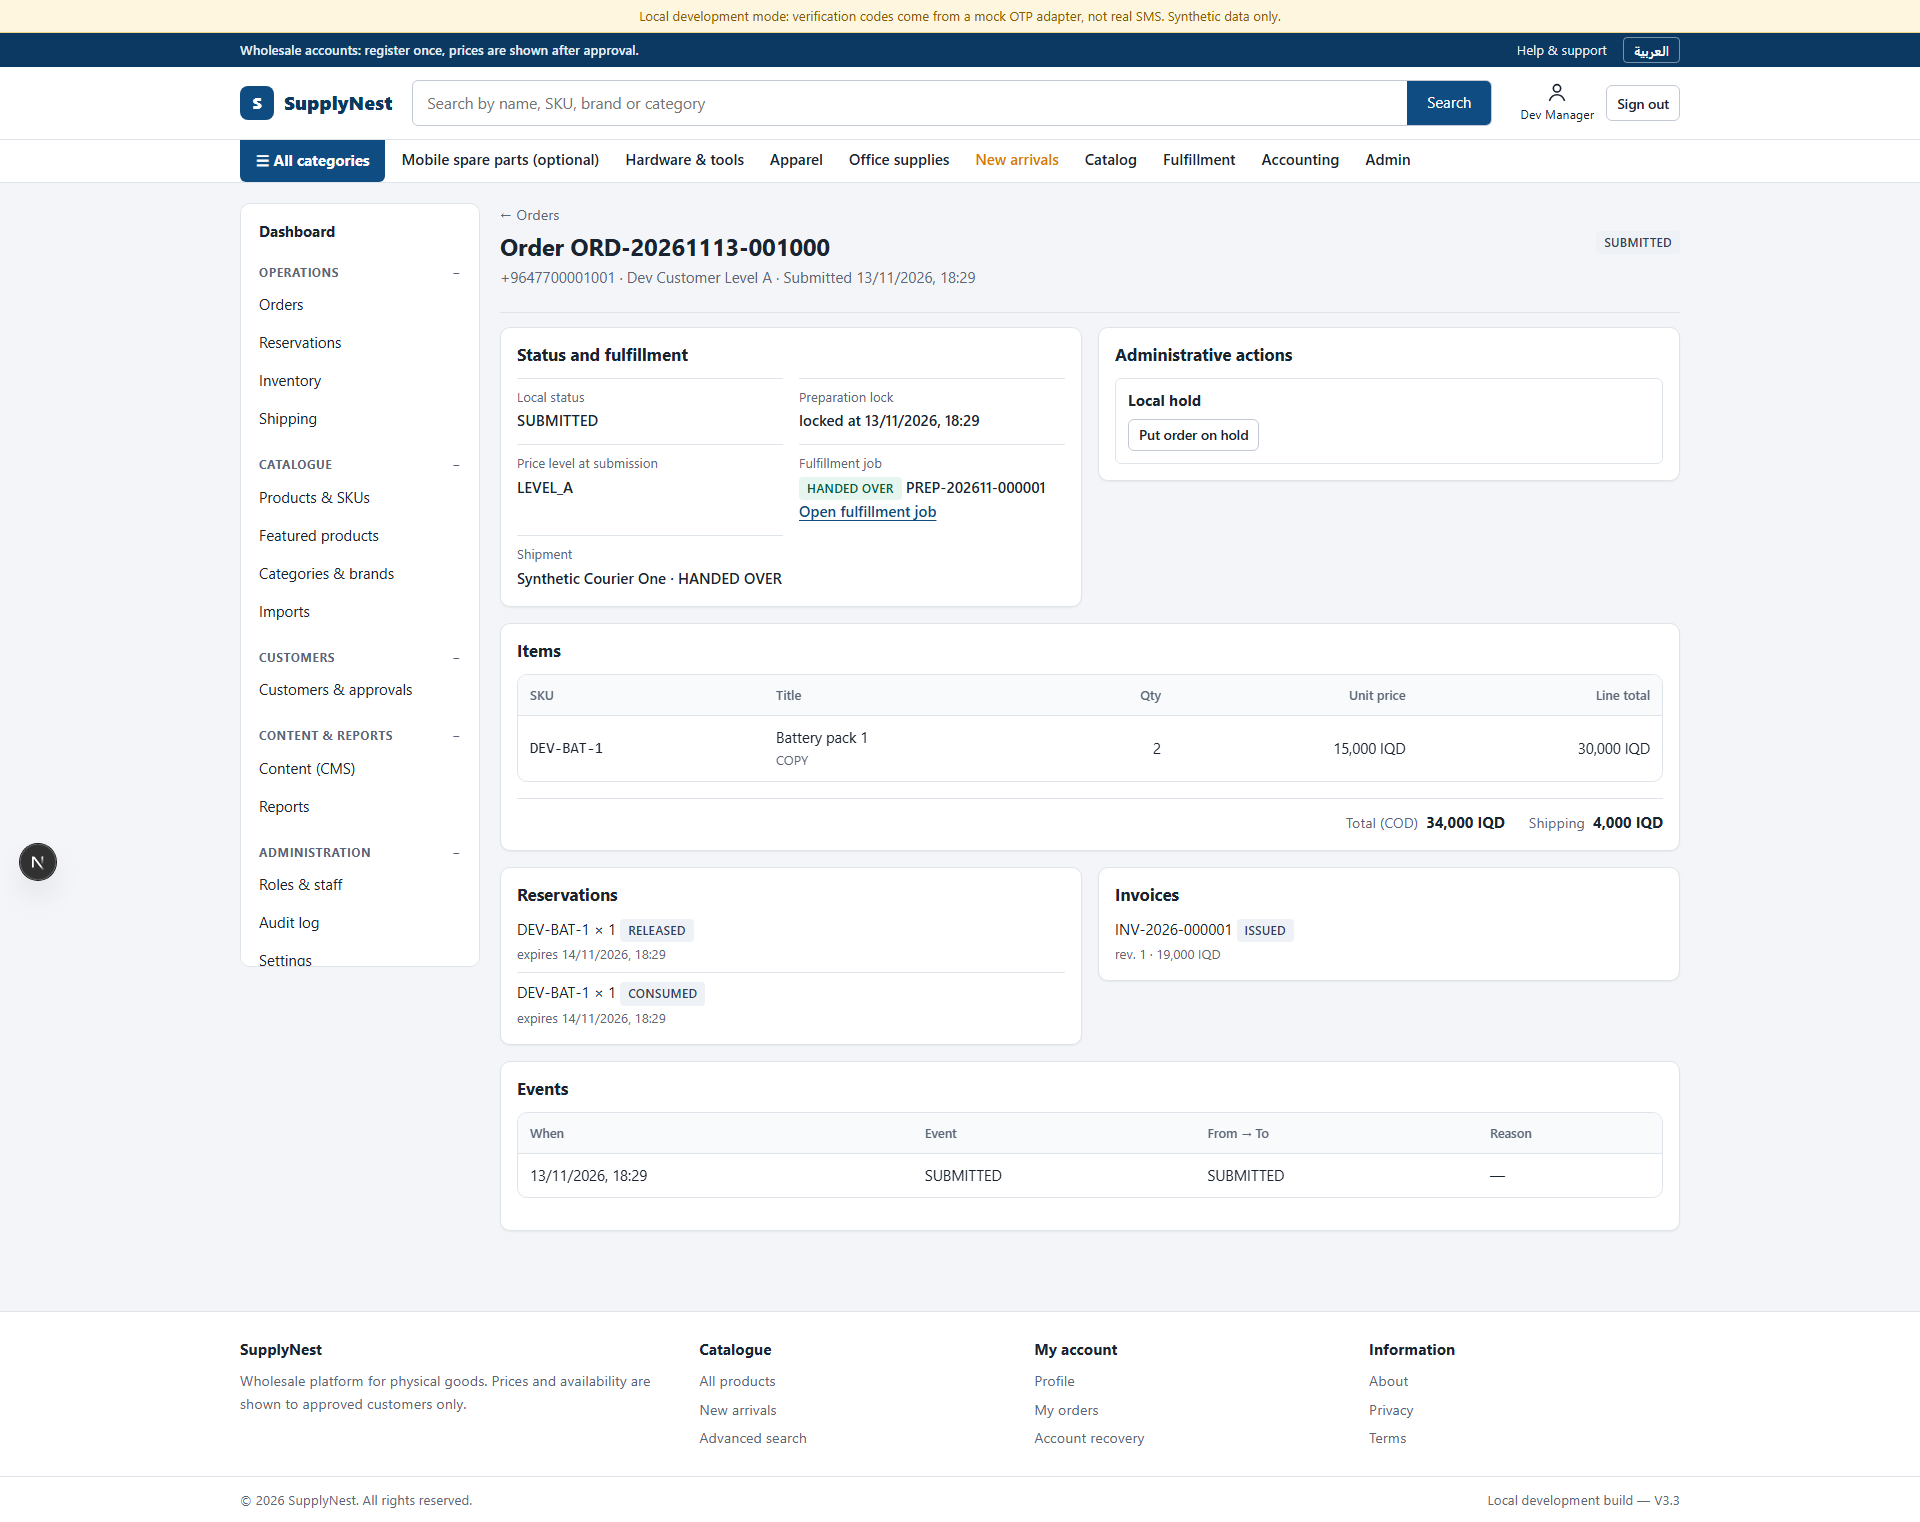 Local development mode: verification codes come from a mock OTP adapter, not real SMS. Synthetic data only.
Wholesale accounts: register once, prices are shown after approval.
Help & support
العربية
S
SupplyNest
Search by name, SKU, brand or category
Search
Dev Manager
Sign out
☰ All categories
Mobile spare parts (optional)
Hardware & tools
Apparel
Office supplies
New arrivals
Catalog
Fulfillment
Accounting
Admin
Dashboard
OPERATIONS –
Orders
Reservations
Inventory
Shipping
CATALOGUE –
Products & SKUs
Featured products
Categories & brands
Imports
CUSTOMERS –
Customers & approvals
CONTENT & REPORTS –
Content (CMS)
Reports
ADMINISTRATION –
Roles & staff
Audit log
Settings
N
← Orders
Order ORD-20261113-001000
SUBMITTED
+9647700001001 · Dev Customer Level A · Submitted 13/11/2026, 18:29
Status and fulfillment
Local status
SUBMITTED
Preparation lock
locked at 13/11/2026, 18:29
Price level at submission
LEVEL_A
Fulfillment job
HANDED OVER PREP-202611-000001
Open fulfillment job
Shipment
Synthetic Courier One · HANDED OVER
Administrative actions
Local hold
Put order on hold
Items
SKU Title Qty Unit price Line total
DEV-BAT-1 Battery pack 1 2 15,000 IQD 30,000 IQD
COPY
Total (COD) 34,000 IQD Shipping 4,000 IQD
Reservations
DEV-BAT-1 × 1 RELEASED
expires 14/11/2026, 18:29
DEV-BAT-1 × 1 CONSUMED
expires 14/11/2026, 18:29
Invoices
INV-2026-000001 ISSUED
rev. 1 · 19,000 IQD
Events
When Event From → To Reason
13/11/2026, 18:29 SUBMITTED SUBMITTED —
SupplyNest
Wholesale platform for physical goods. Prices and availability are
shown to approved customers only.
Catalogue
All products
New arrivals
Advanced search
My account
Profile
My orders
Account recovery
Information
About
Privacy
Terms
© 2026 SupplyNest. All rights reserved.
Local development build — V3.3